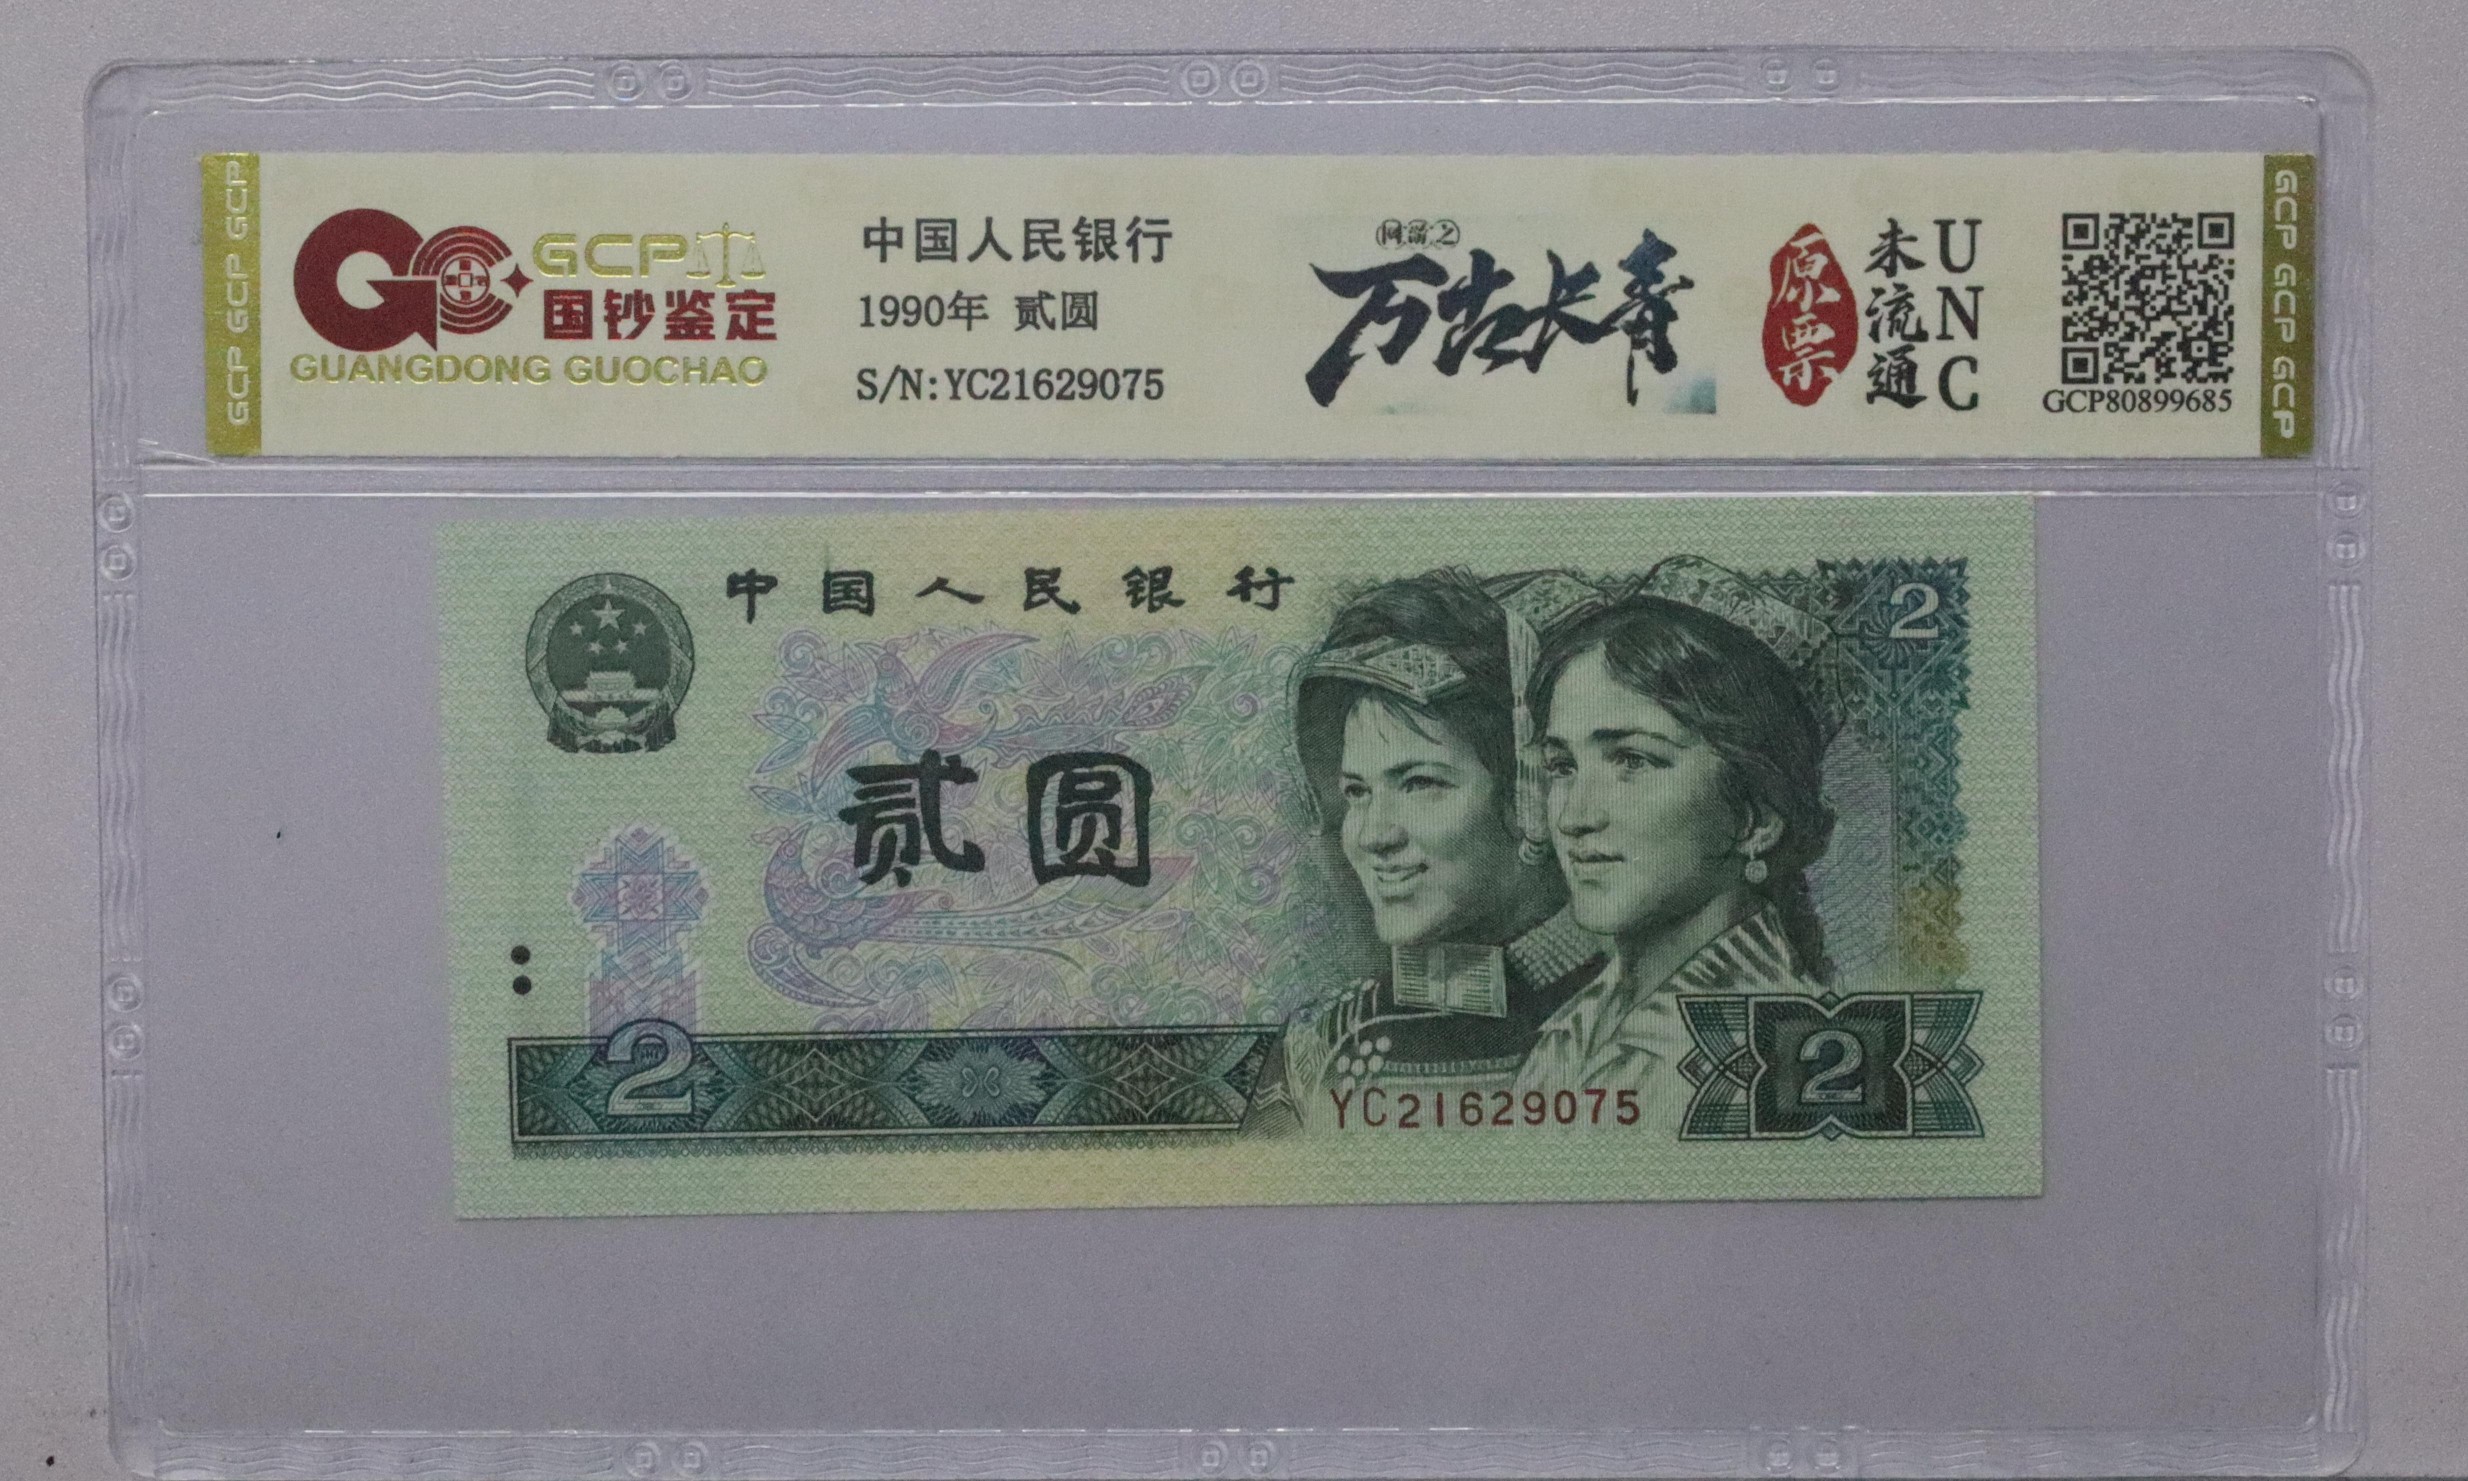 GCP GCP GCP
GCP
国钞鉴定
GUANGDONG GUOCHAO
中国人民银行
1990年 贰圆
S/N:YC21629075
万古长青
原票
未流通
UNC
GCP80899685
GCP GCP GCP
中国人民银行
2
贰圆
2
YC21629075
2